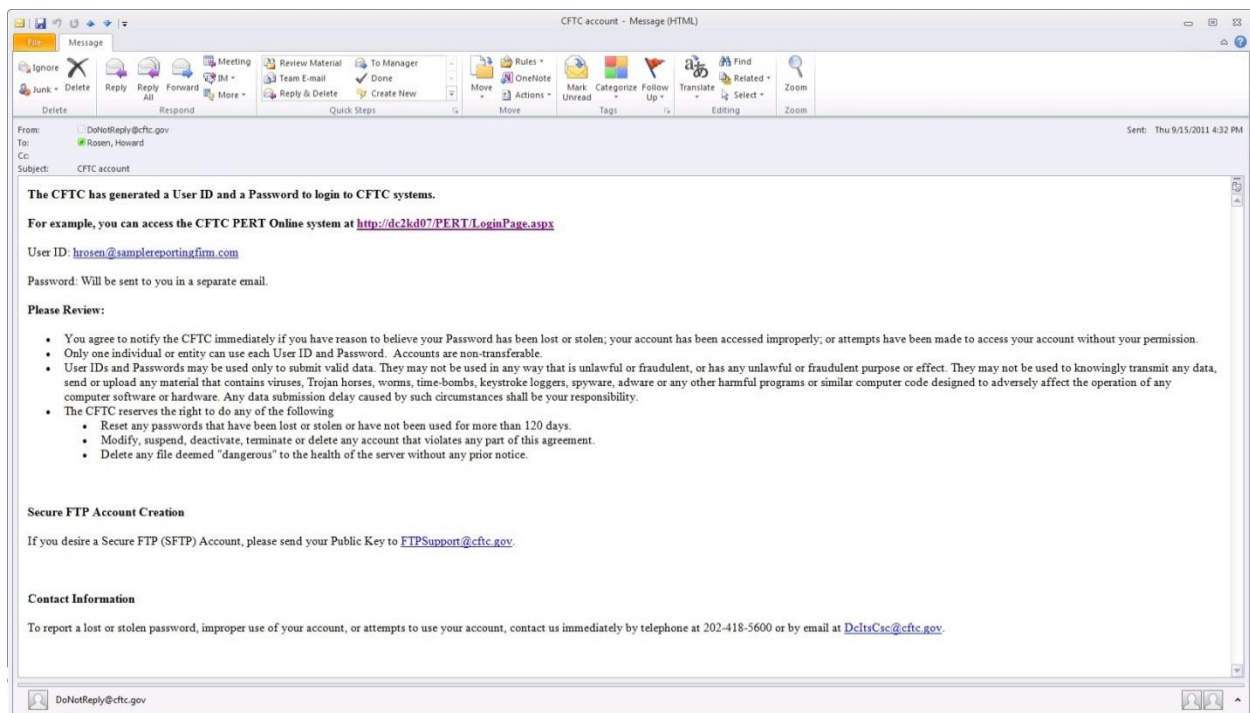 CFTC account - Message (HTML)
File Message
Ignore
Junk
Delete
Reply
Reply All
Forward
Meeting
IM
More
Review Material
Team E-mail
Reply & Delete
To Manager
Done
Create New
Move
Rules
OneNote
Actions
Mark Unread
Categorize
Follow Up
Translate
Find
Related
Select
Zoom
Delete Respond Quick Steps Move Tags Editing Zoom
From: DoNotReply@cftc.gov Sent: Thu 9/15/2011 4:32 PM
To: Rosen, Howard
Cc:
Subject: CFTC account
The CFTC has generated a User ID and a Password to login to CFTC systems.
For example, you can access the CFTC PERT Online system at http://dc2kd07/PERT/LoginPage.aspx
User ID: hrosen@samplereportingfirm.com
Password: Will be sent to you in a separate email.
Please Review:
• You agree to notify the CFTC immediately if you have reason to believe your Password has been lost or stolen; your account has been accessed improperly; or attempts have been made to access your account without your permission.
• Only one individual or entity can use each User ID and Password. Accounts are non-transferable.
• User IDs and Passwords may be used only to submit valid data. They may not be used in any way that is unlawful or fraudulent, or has any unlawful or fraudulent purpose or effect. They may not be used to knowingly transmit any data,
send or upload any material that contains viruses, Trojan horses, worms, time-bombs, keystroke loggers, spyware, adware or any other harmful programs or similar computer code designed to adversely affect the operation of any
computer software or hardware. Any data submission delay caused by such circumstances shall be your responsibility.
• The CFTC reserves the right to do any of the following
• Reset any passwords that have been lost or stolen or have not been used for more than 120 days.
• Modify, suspend, deactivate, terminate or delete any account that violates any part of this agreement.
• Delete any file deemed "dangerous" to the health of the server without any prior notice.
Secure FTP Account Creation
If you desire a Secure FTP (SFTP) Account, please send your Public Key to FTPSupport@cftc.gov.
Contact Information
To report a lost or stolen password, improper use of your account, or attempts to use your account, contact us immediately by telephone at 202-418-5600 or by email at DcItsCsc@cftc.gov.
DoNotReply@cftc.gov